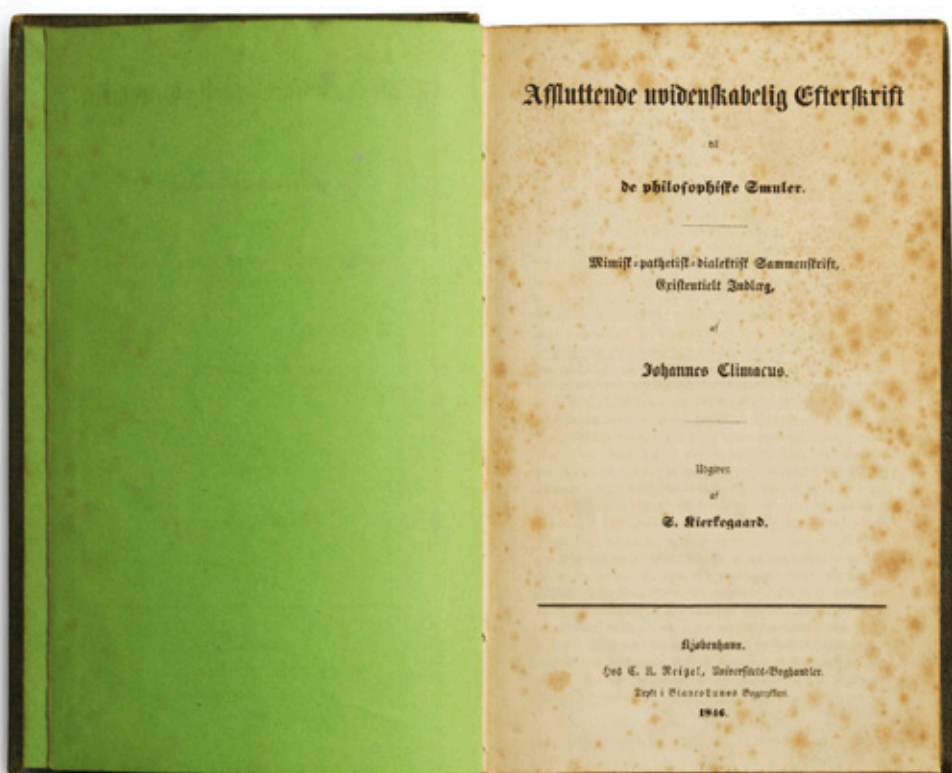 Afsluttende uvidenskabelig Efterskrift
til
de philosophiske Smuler.
Mimisk-pathetisk-dialektisk Sammenskrift,
Existentielt Indlæg,
af
Johannes Climacus.
Udgiven
af
S. Kierkegaard.
Kjøbenhavn.
Hos C. A. Reitzel, Universitets-Boghandler.
Trykt i Bianco Lunos Bogtrykkeri.
1846.